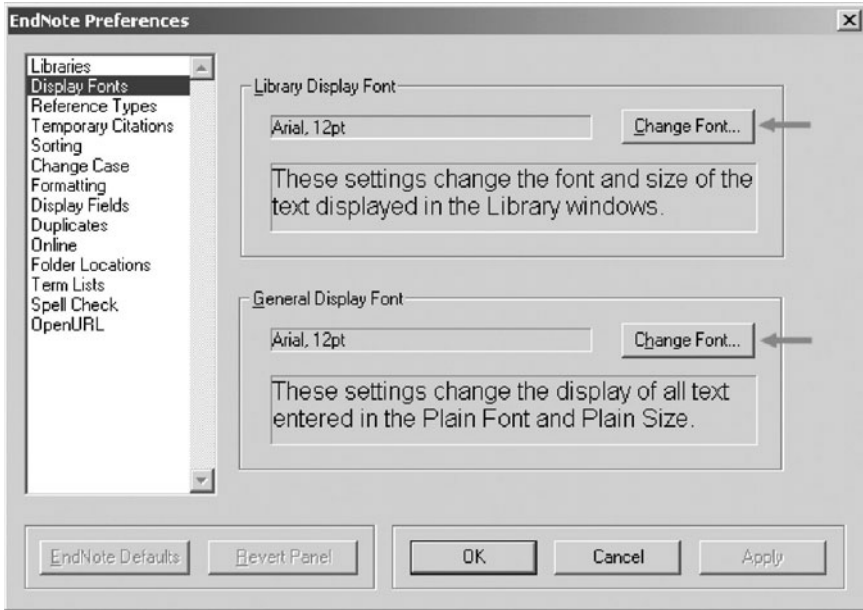 EndNote Preferences
Libraries
Display Fonts
Reference Types
Temporary Citations
Sorting
Change Case
Formatting
Display Fields
Duplicates
Online
Folder Locations
Term Lists
Spell Check
OpenURL
Library Display Font
Arial, 12pt
Change Font...
These settings change the font and size of the
text displayed in the Library windows.
General Display Font
Arial, 12pt
Change Font...
These settings change the display of all text
entered in the Plain Font and Plain Size.
EndNote Defaults
Revert Panel
OK
Cancel
Apply